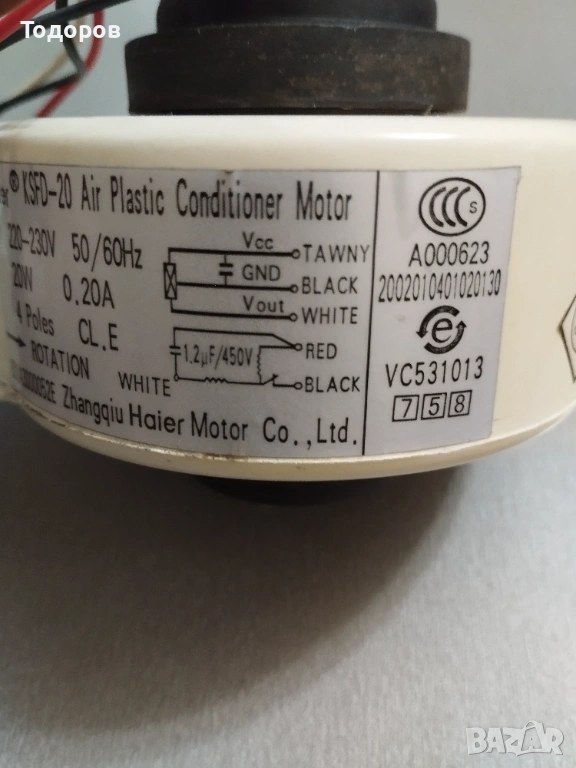 Тодоров
KSFD-20 Air Plastic Conditioner Motor
220-230V 50/60Hz
20W 0.20A
4 Poles CL.E
ROTATION
Zhangqiu Haier Motor Co.,Ltd.
Vcc TAWNY
GND BLACK
Vout WHITE
1.2μF/450V RED
WHITE BLACK
CCC S
A000623
2002010401020130
e
VC531013
7 5 8
BAZAR